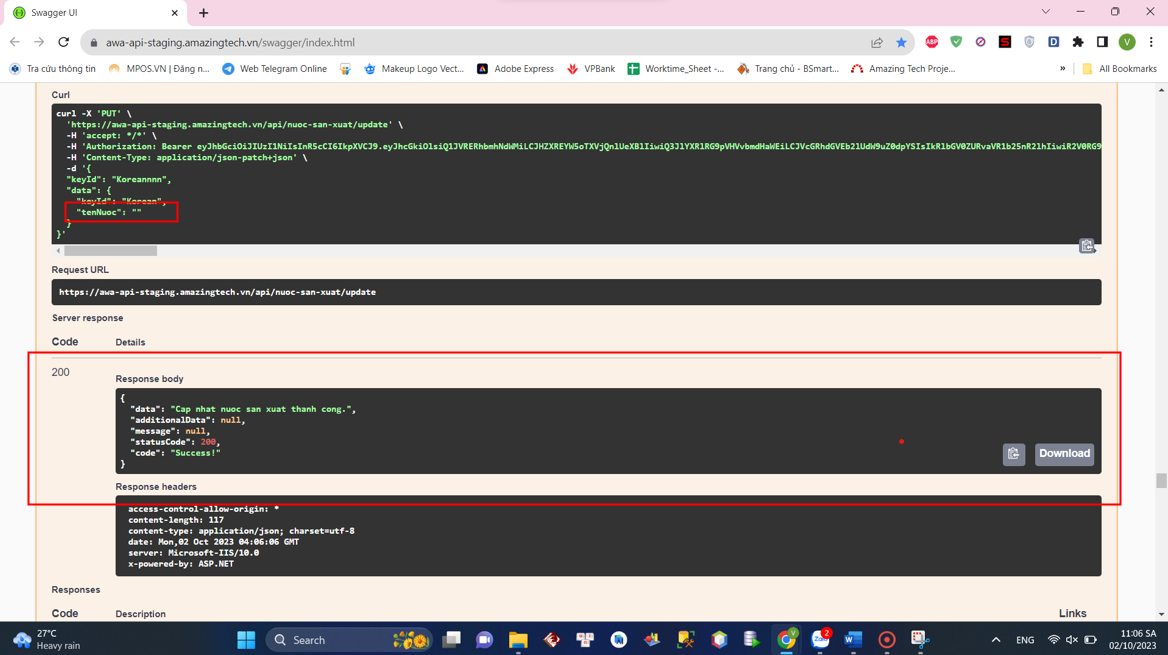 Swagger UI
awa-api-staging.amazingtech.vn/swagger/index.html
ABP
S
D
V
Tra cứu thông tin
MPOS.VN | Đăng n...
Web Telegram Online
Makeup Logo Vect...
Adobe Express
VPBank
Worktime_Sheet -...
Trang chủ - BSmart...
Amazing Tech Proje...
»
All Bookmarks
Curl
curl -X 'PUT' \
'https://awa-api-staging.amazingtech.vn/api/nuoc-san-xuat/update' \
-H 'accept: */*' \
-H 'Content-Type: application/json-patch+json' \
-d '{
"keyId": "Koreannnn",
"data": {
"keyId": "Korean",
"tenNuoc": ""
}
}'
Request URL
https://awa-api-staging.amazingtech.vn/api/nuoc-san-xuat/update
Server response
Code Details
200
Response body
{
"data": "Cap nhat nuoc san xuat thanh cong.",
"additionalData": null,
"message": null,
"statusCode": 200,
"code": "Success!"
}
Download
Response headers
access-control-allow-origin: *
content-length: 117
content-type: application/json; charset=utf-8
date: Mon,02 Oct 2023 04:06:06 GMT
server: Microsoft-IIS/10.0
x-powered-by: ASP.NET
Responses
Code Description Links
27°C
Heavy rain
Search
V
2
Zalo
W
ENG
11:06 SA
02/10/2023